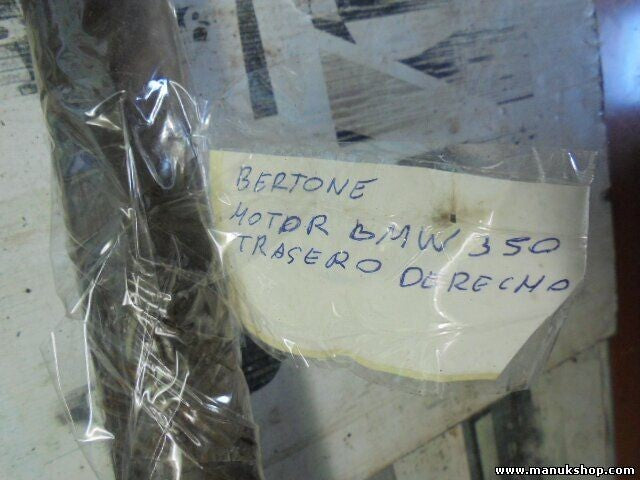 BERTONE
MOTOR BMW 350
TRASERO DERECHO
www.manukshop.com